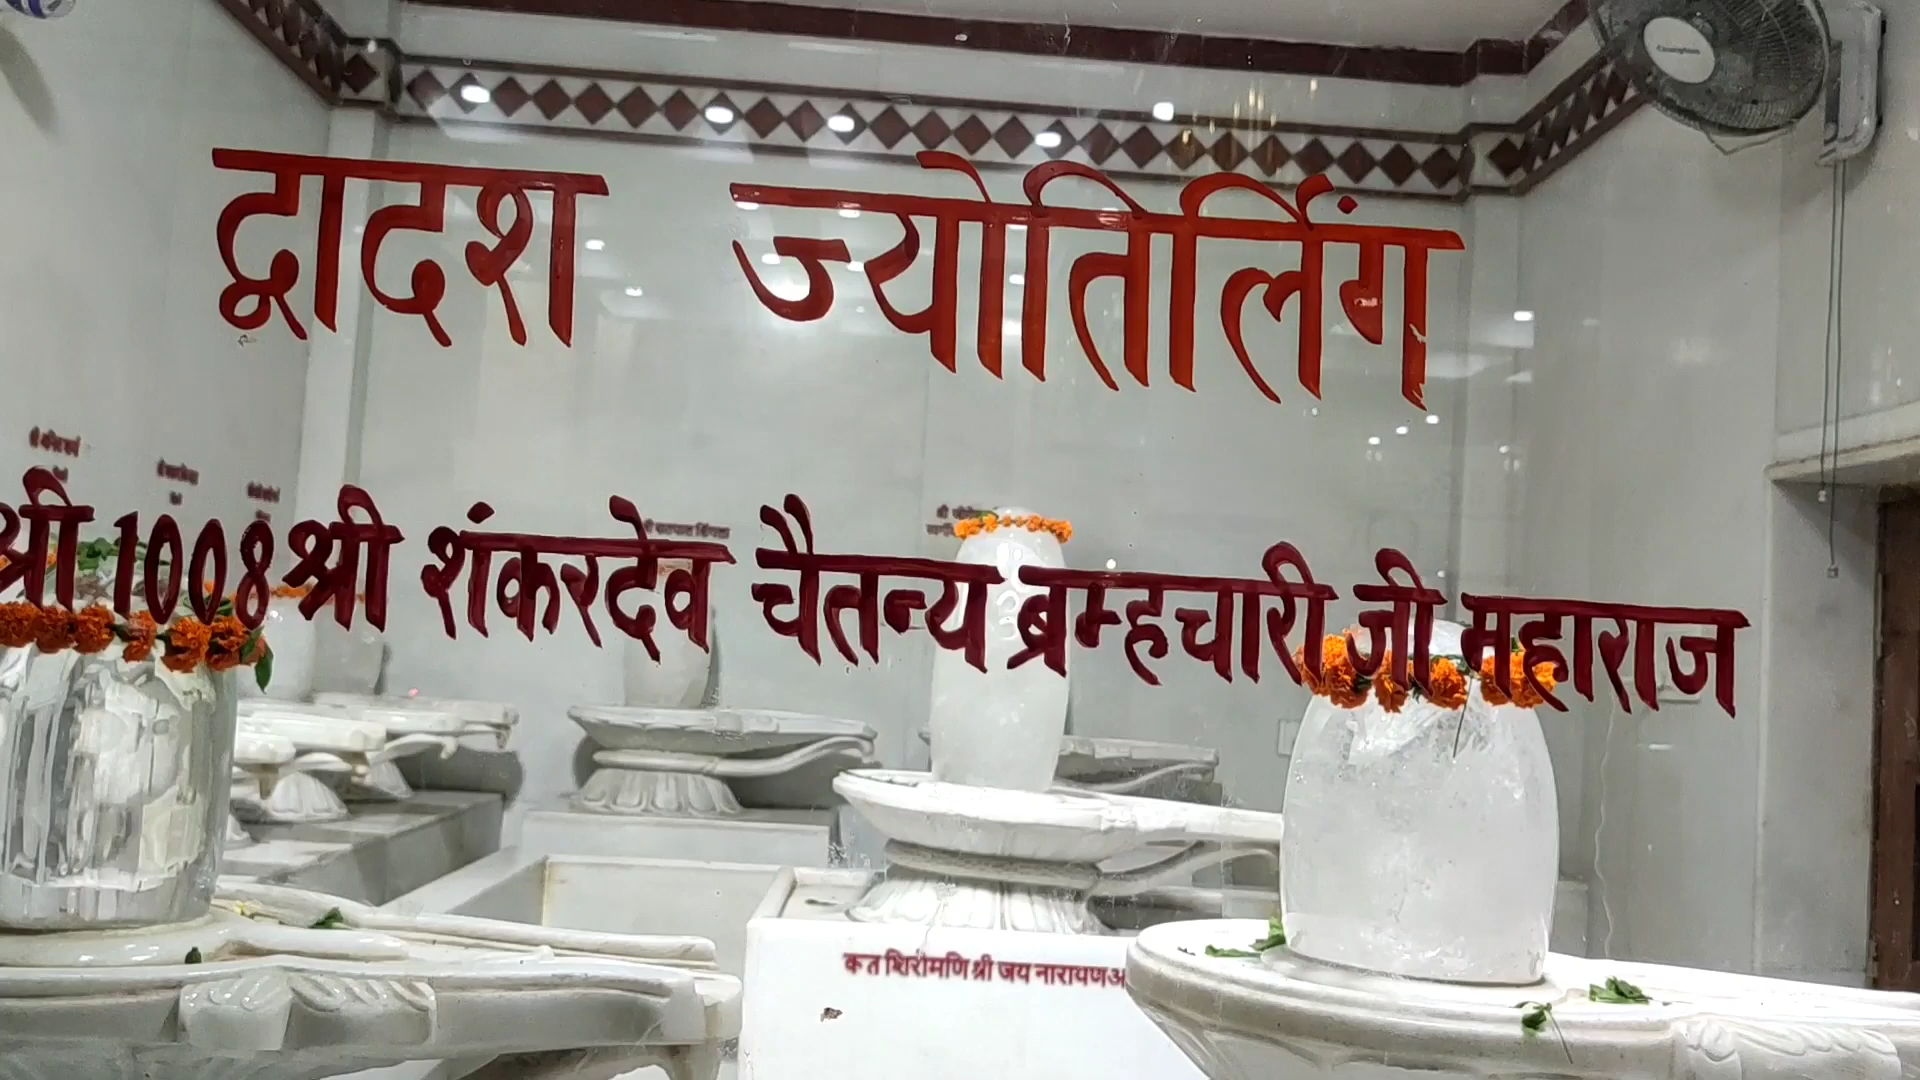 द्वादश ज्योतिर्लिंग
श्री 1008 श्री शंकरदेव चैतन्य ब्रम्हचारी जी महाराज
शिरोमणि श्री जय नारायण